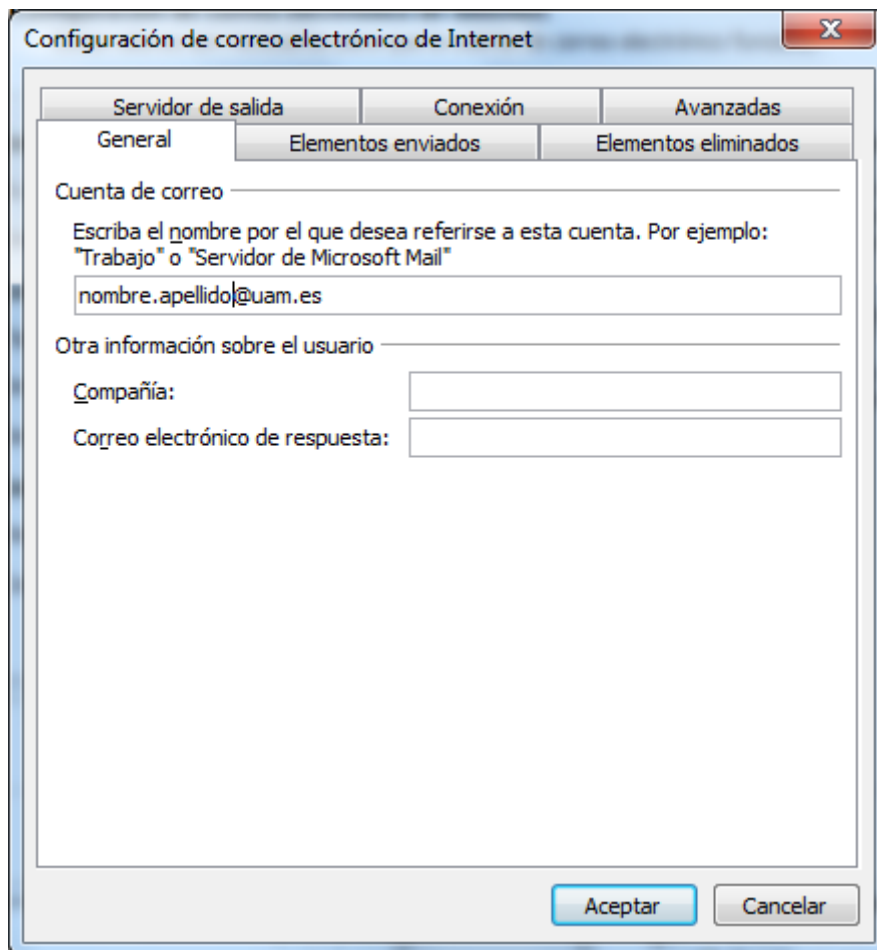 Configuración de correo electrónico de Internet
Servidor de salida
Conexión
Avanzadas
General
Elementos enviados
Elementos eliminados
Cuenta de correo
Escriba el nombre por el que desea referirse a esta cuenta. Por ejemplo:
"Trabajo" o "Servidor de Microsoft Mail"
nombre.apellido@uam.es
Otra información sobre el usuario
Compañía:
Correo electrónico de respuesta:
Aceptar
Cancelar